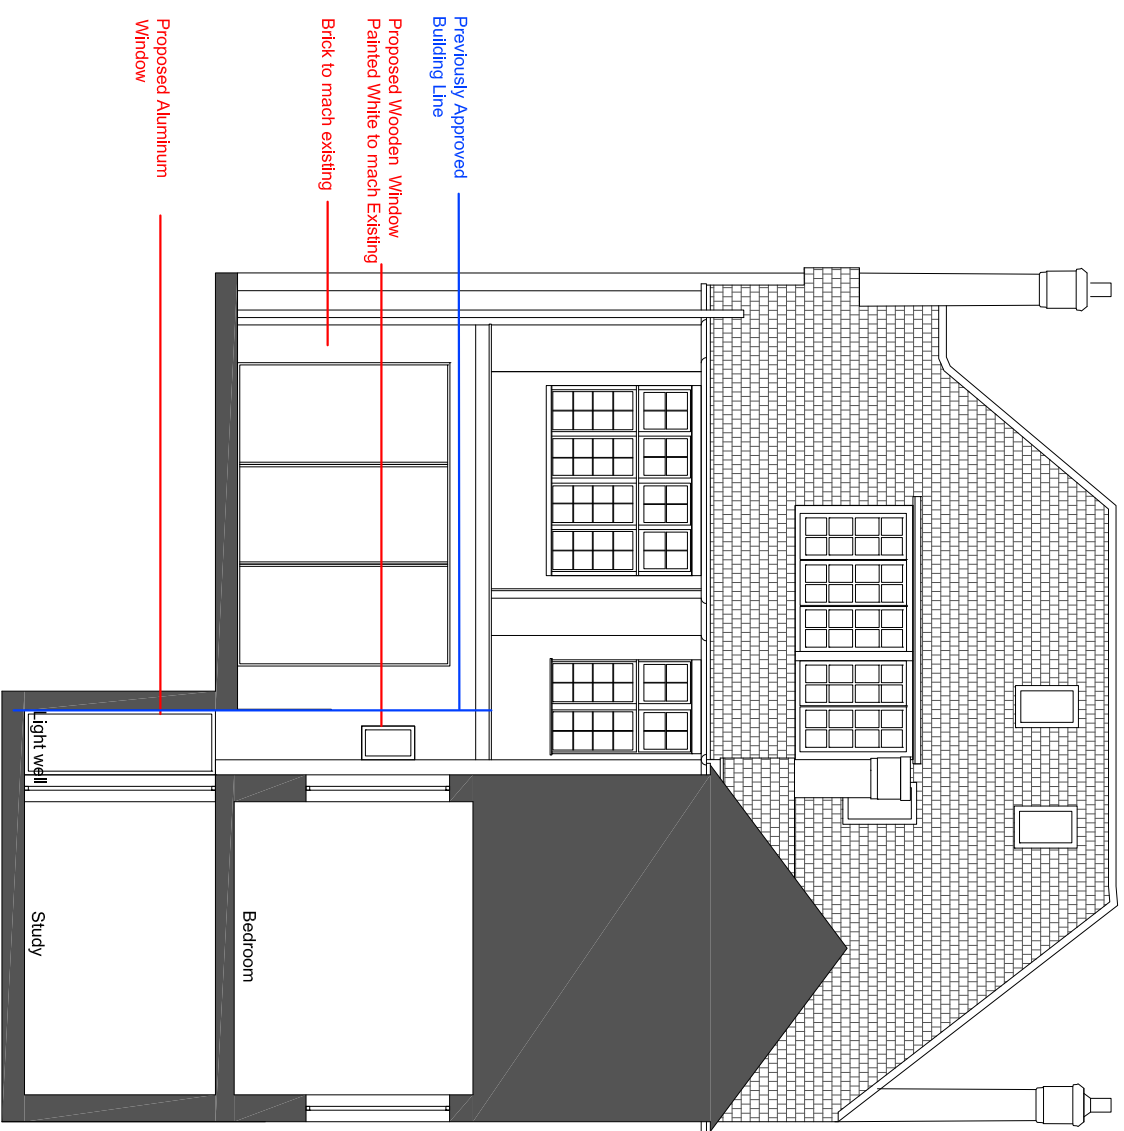 Previously Approved
Building Line
Proposed Wooden Window
Painted White to mach Existing
Brick to mach existing
Proposed Aluminum
Window
Bedroom
Light well
Study